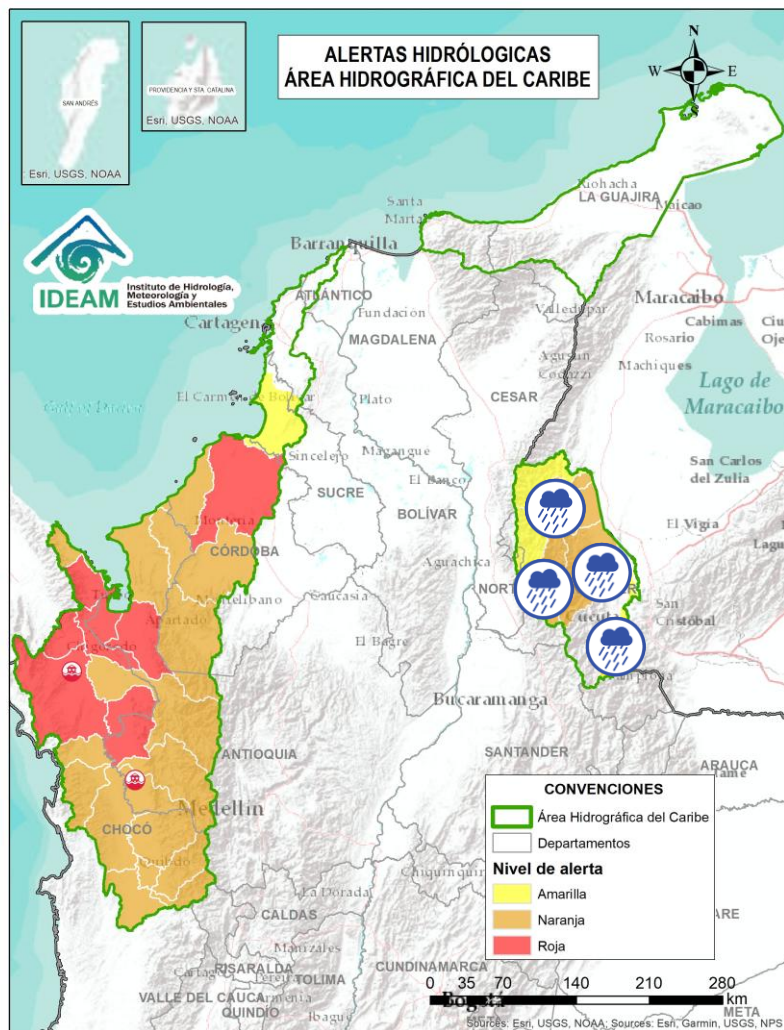 ALERTAS HIDRÓLOGICAS
ÁREA HIDROGRÁFICA DEL CARIBE
N
W
E
S
SAN ANDRÉS
PROVIDENCIA Y STA. CATALINA
Esri, USGS, NOAA
Esri, USGS, NOAA
IDEAM
Instituto de Hidrología,
Meteorología y
Estudios Ambientales
Riohacha
LA GUAJIRA
Maicao
Santa
Marta
Barranquilla
ATLÁNTICO
Fundación
Valledupar
Maracaibo
Cabimas
Rosario
Machiques
Lago de
Maracaibo
MAGDALENA
Agustín
Codazzi
CESAR
El Carmen de Bolívar
Plato
Sincelejo
Magangue
El Banco
San Carlos
del Zulia
El Vigia
SUCRE
BOLÍVAR
Montería
CÓRDOBA
Aguachica
Montelibano
Caucasia
Apartado
El Bagre
Cúcuta
San
Cristóbal
Bucaramanga
ANTIOQUIA
SANTANDER
ARAUCA
Medellín
CHOCÓ
Quibdó
La Dorada
CALDAS
Manizales
RISARALDA
TOLIMA
CUNDINAMARCA
VALLE DEL CAUCA
Armenia
QUINDÍO
Ibagué
Bogotá
META
CONVENCIONES
Área Hidrográfica del Caribe
Departamentos
Nivel de alerta
Amarilla
Naranja
Roja
0 35 70 140 210 280
KM
Sources: Esri, USGS, NOAA; Sources: Esri, Garmin, USGS, NPS